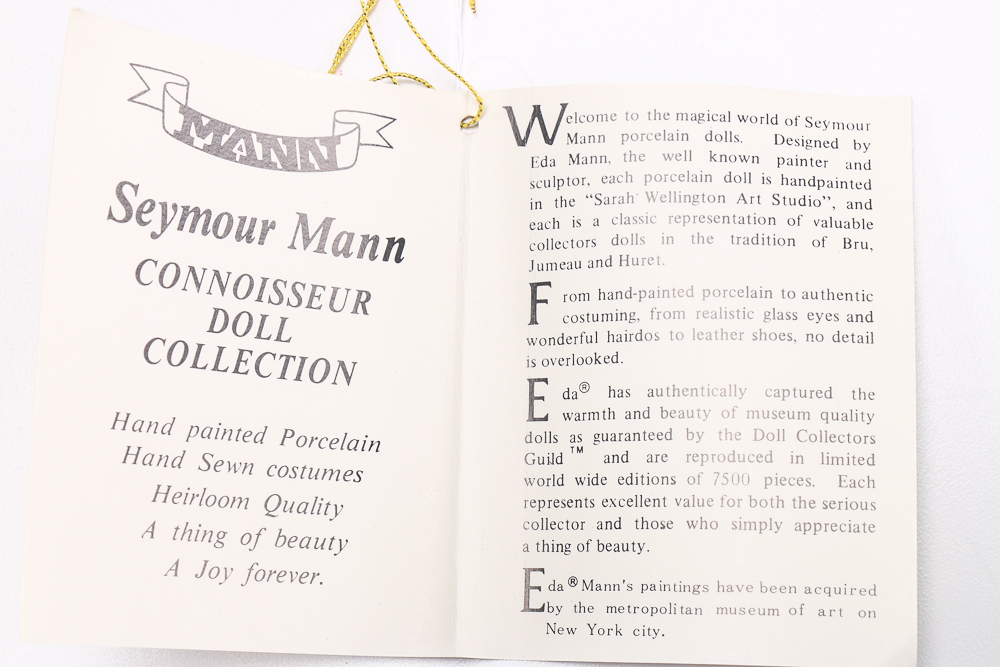 MANN
Seymour Mann
CONNOISSEUR
DOLL
COLLECTION
Hand painted Porcelain
Hand Sewn costumes
Heirloom Quality
A thing of beauty
A Joy forever.
Welcome to the magical world of Seymour
Mann porcelain dolls. Designed by
Eda Mann, the well known painter and
sculptor, each porcelain doll is handpainted
in the “Sarah Wellington Art Studio”, and
each is a classic representation of valuable
collectors dolls in the tradition of Bru,
Jumeau and Huret.
From hand-painted porcelain to authentic
costuming, from realistic glass eyes and
wonderful hairdos to leather shoes, no detail
is overlooked.
Eda® has authentically captured the
warmth and beauty of museum quality
dolls as guaranteed by the Doll Collectors
Guild™ and are reproduced in limited
world wide editions of 7500 pieces. Each
represents excellent value for both the serious
collector and those who simply appreciate
a thing of beauty.
Eda® Mann's paintings have been acquired
by the metropolitan museum of art on
New York city.